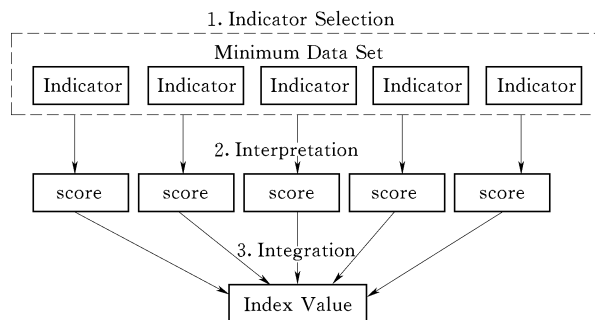 1. Indicator Selection
Minimum Data Set
Indicator Indicator Indicator Indicator Indicator
2. Interpretation
score score score score score
3. Integration
Index Value